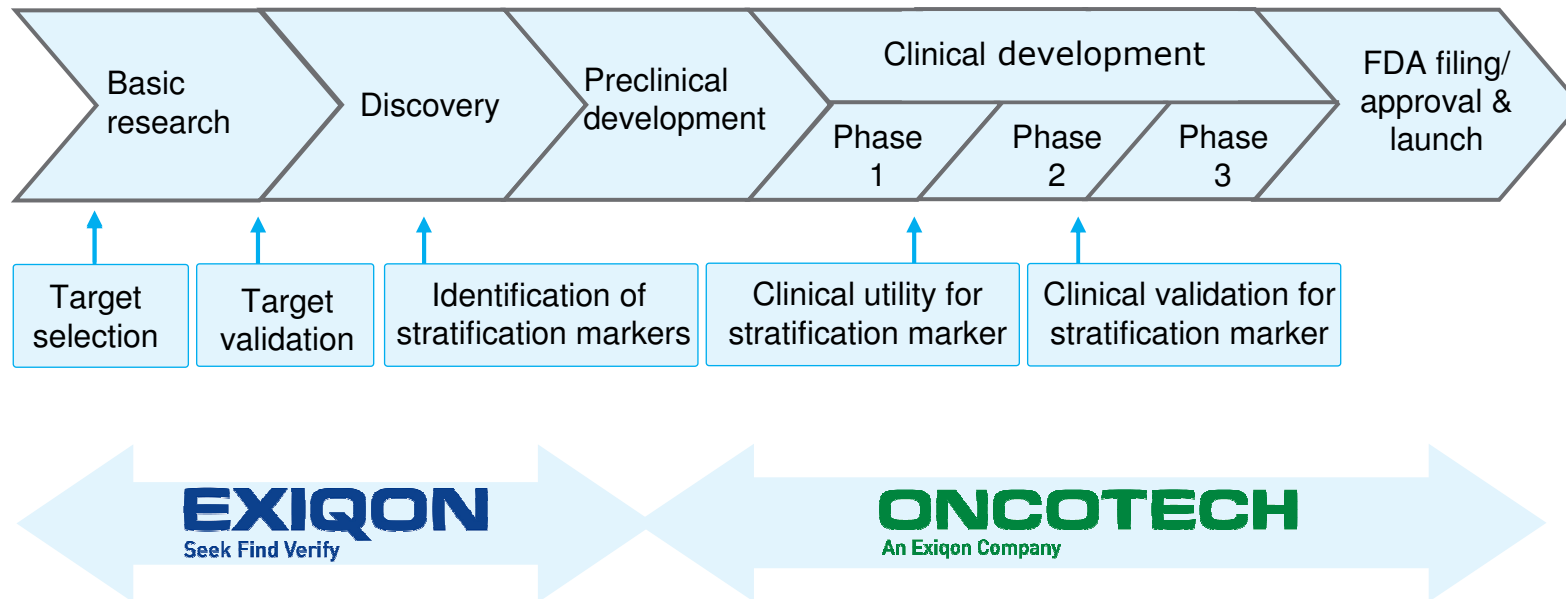 Basic
research
Discovery
Preclinical
development
Clinical development
Phase
1
Phase
2
Phase
3
FDA filing/
approval &
launch
Target
selection
Target
validation
Identification of
stratification markers
Clinical utility for
stratification marker
Clinical validation for
stratification marker
EXIQON
Seek Find Verify
ONCOTECH
An Exiqon Company